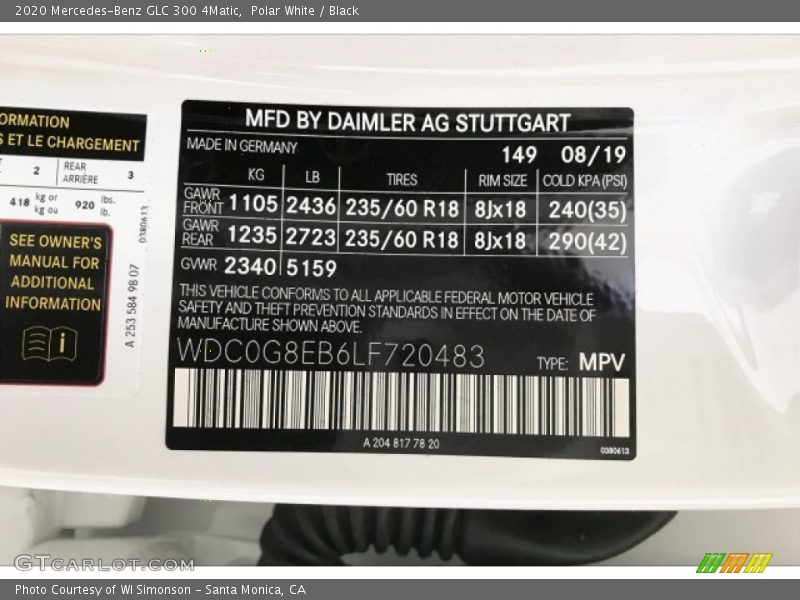 2020 Mercedes-Benz GLC 300 4Matic, Polar White / Black
ORMATION
S ET LE CHARGEMENT
2 REAR ARRIÈRE 3
418 kg or kg ou 920 lbs. lb.
0380613
SEE OWNER'S
MANUAL FOR
ADDITIONAL
INFORMATION
i
A 253 584 98 07
MFD BY DAIMLER AG STUTTGART
MADE IN GERMANY 149 08/19
KG LB TIRES RIM SIZE COLD KPA(PSI)
GAWR FRONT 1105 2436 235/60 R18 8Jx18 240(35)
GAWR REAR 1235 2723 235/60 R18 8Jx18 290(42)
GVWR 2340 5159
THIS VEHICLE CONFORMS TO ALL APPLICABLE FEDERAL MOTOR VEHICLE
SAFETY AND THEFT PREVENTION STANDARDS IN EFFECT ON THE DATE OF
MANUFACTURE SHOWN ABOVE.
WDC0G8EB6LF720483 TYPE: MPV
A 204 817 78 20
0380613
GTCARLOT.COM
Photo Courtesy of WI Simonson - Santa Monica, CA